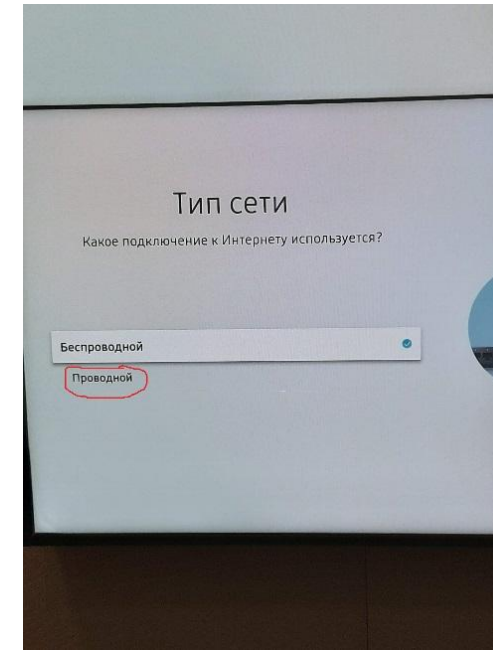 Тип сети
Какое подключение к Интернету используется?
Беспроводной
Проводной